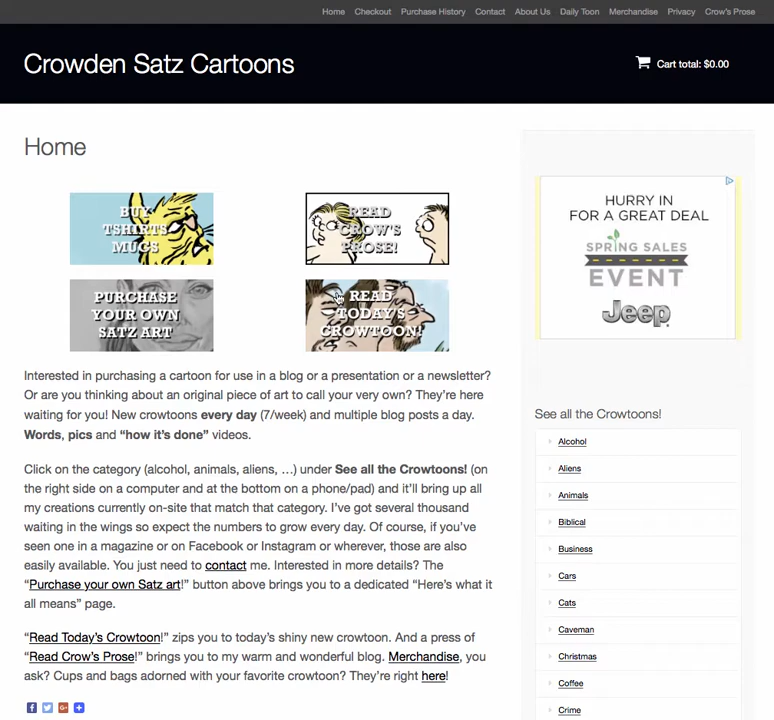 Home Checkout Purchase History Contact About Us Daily Toon Merchandise Privacy Crow's Prose
Crowden Satz Cartoons
Cart total: $0.00
Home
BUY
TSHIRTS
MUGS
READ
CROW'S
PROSE!
PURCHASE
YOUR OWN
SATZ ART
READ
TODAY'S
CROWTOON!
Interested in purchasing a cartoon for use in a blog or a presentation or a newsletter?
Or are you thinking about an original piece of art to call your very own? They're here
waiting for you! New crowtoons every day (7/week) and multiple blog posts a day.
Words, pics and “how it's done” videos.
Click on the category (alcohol, animals, aliens, …) under See all the Crowtoons! (on
the right side on a computer and at the bottom on a phone/pad) and it'll bring up all
my creations currently on-site that match that category. I've got several thousand
waiting in the wings so expect the numbers to grow every day. Of course, if you've
seen one in a magazine or on Facebook or Instagram or wherever, those are also
easily available. You just need to contact me. Interested in more details? The
“Purchase your own Satz art!” button above brings you to a dedicated “Here's what it
all means” page.
“Read Today's Crowtoon!” zips you to today's shiny new crowtoon. And a press of
“Read Crow's Prose!” brings you to my warm and wonderful blog. Merchandise, you
ask? Cups and bags adorned with your favorite crowtoon? They're right here!
HURRY IN
FOR A GREAT DEAL
SPRING SALES
EVENT
Jeep
See all the Crowtoons!
Alcohol
Aliens
Animals
Biblical
Business
Cars
Cats
Caveman
Christmas
Coffee
Crime